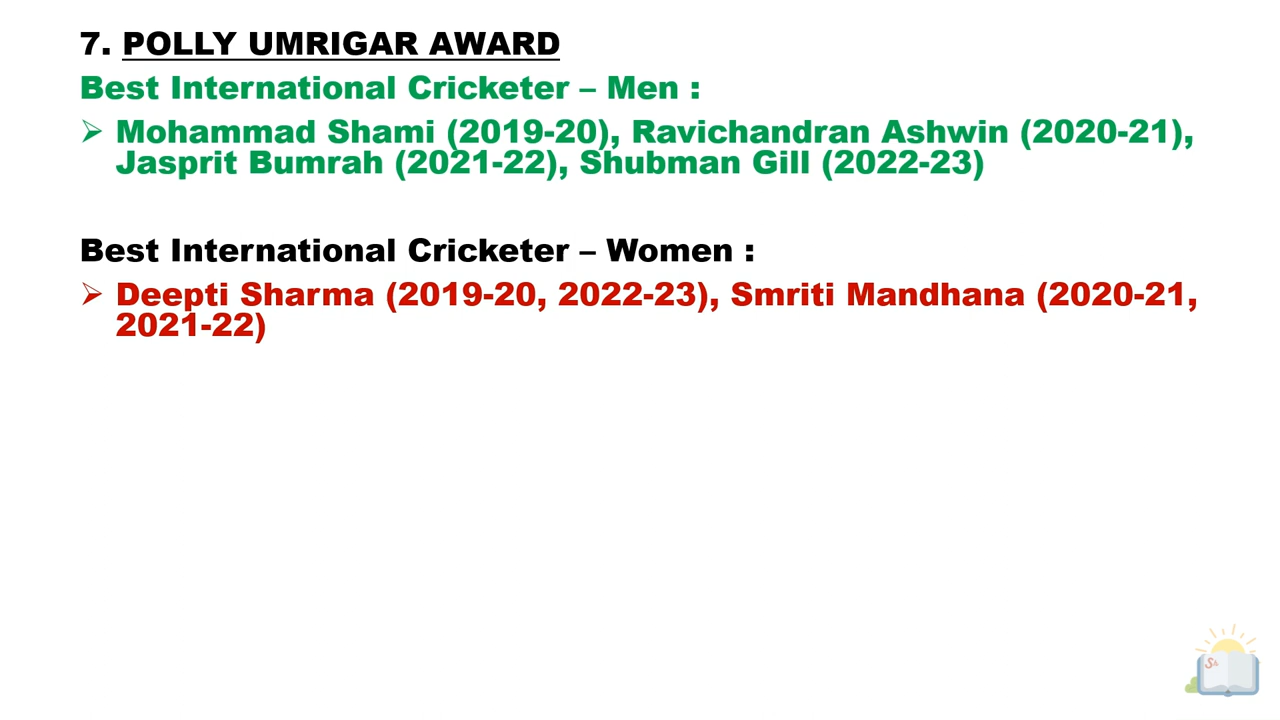 7. POLLY UMRIGAR AWARD
Best International Cricketer – Men :
➢ Mohammad Shami (2019-20), Ravichandran Ashwin (2020-21),
Jasprit Bumrah (2021-22), Shubman Gill (2022-23)
Best International Cricketer – Women :
➢ Deepti Sharma (2019-20, 2022-23), Smriti Mandhana (2020-21,
2021-22)